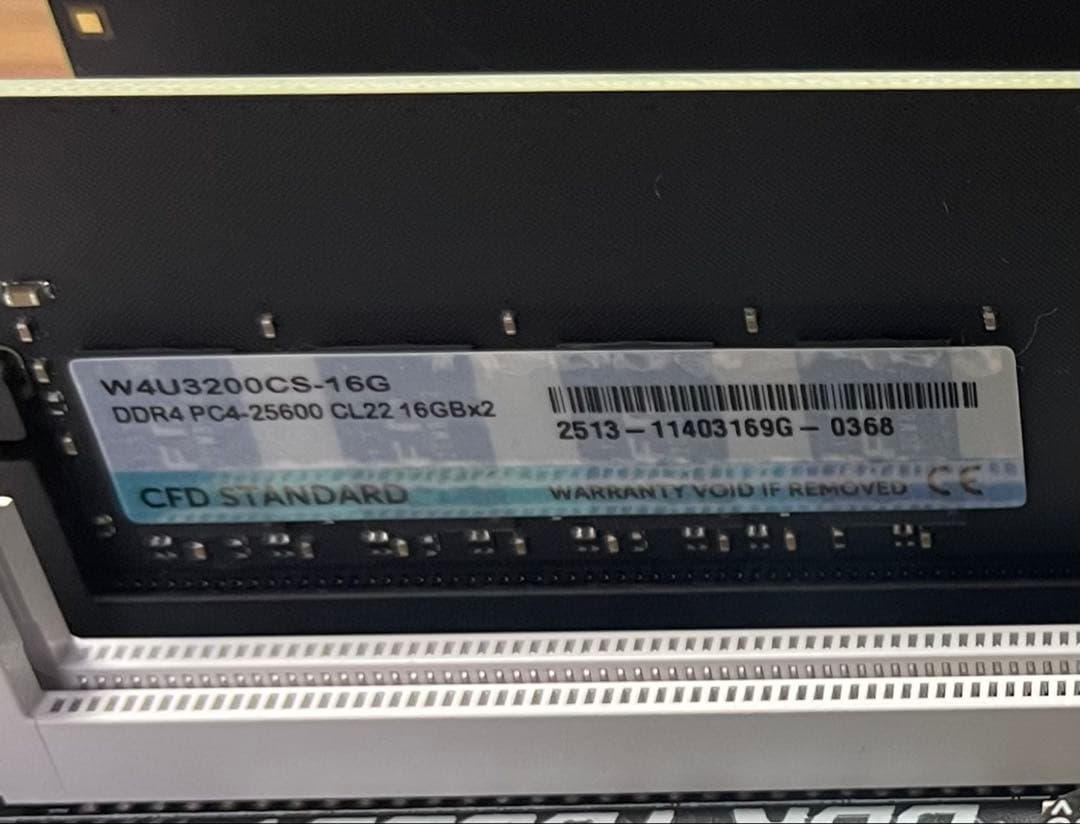 W4U3200CS-16G
DDR4 PC4-25600 CL22 16GBx2
2513-11403169G-0368
CFD STANDARD
WARRANTY VOID IF REMOVED CE